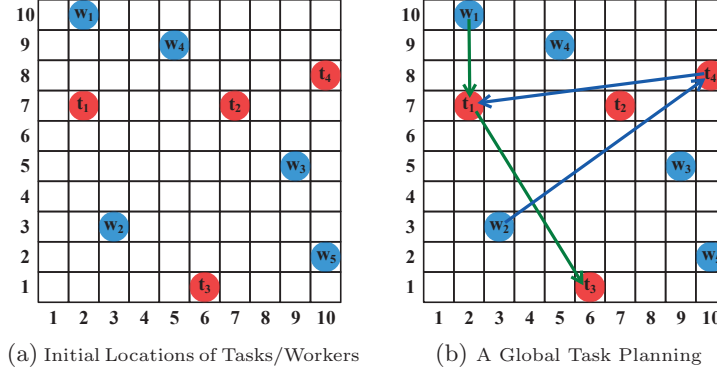 10 w1
9 w4
8 t4
7 t1 t2
6
5 w3
4
3 w2
2 w5
1 t3
1 2 3 4 5 6 7 8 9 10
(a) Initial Locations of Tasks/Workers
10 w1
9 w4
8 t4
7 t1 t2
6
5 w3
4
3 w2
2 w5
1 t3
1 2 3 4 5 6 7 8 9 10
(b) A Global Task Planning